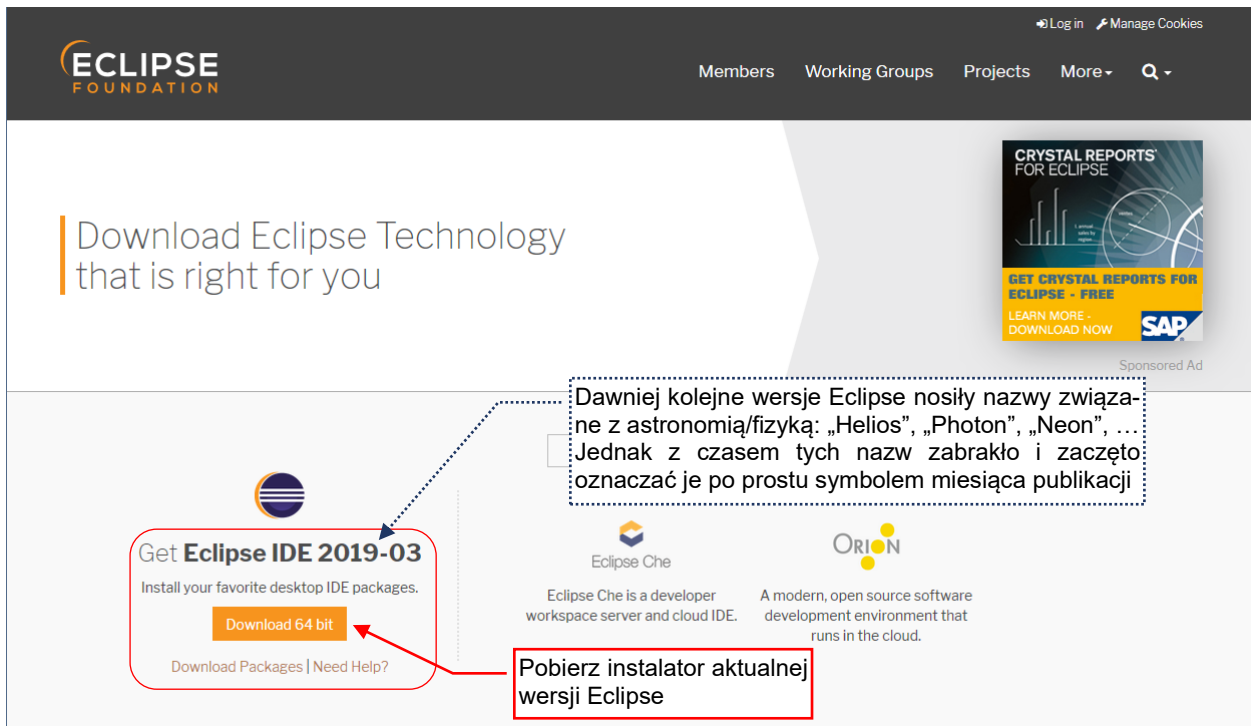 Log in Manage Cookies
ECLIPSE
FOUNDATION
Members Working Groups Projects More
CRYSTAL REPORTS'
FOR ECLIPSE
Download Eclipse Technology
that is right for you
GET CRYSTAL REPORTS FOR
ECLIPSE - FREE
LEARN MORE -
DOWNLOAD NOW
SAP
Sponsored Ad
Dawniej kolejne wersje Eclipse nosiły nazwy związa-
ne z astronomią/fizyką: „Helios”, „Photon”, „Neon”, …
Jednak z czasem tych nazw zabrakło i zaczęto
oznaczać je po prostu symbolem miesiąca publikacji
Get Eclipse IDE 2019-03
Install your favorite desktop IDE packages.
Download 64 bit
Download Packages | Need Help?
Eclipse Che
Eclipse Che is a developer
workspace server and cloud IDE.
ORION
A modern, open source software
development environment that
runs in the cloud.
Pobierz instalator aktualnej
wersji Eclipse